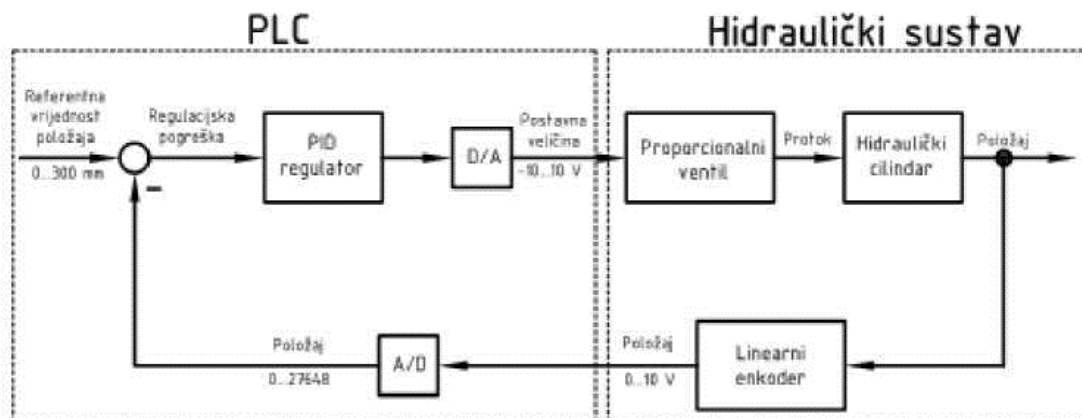 PLC
Hidraulički sustav
Referentna
vrijednost
položaja
0...300 mm
Regulacijska
pogreška
PID
regulator
D/A
Postavna
veličina
-10..10 V
Proporcionalni
ventil
Protok
Hidraulički
cilindar
Položaj
-
Položaj
0...27648
A/D
Položaj
0...10 V
Linearni
enkoder